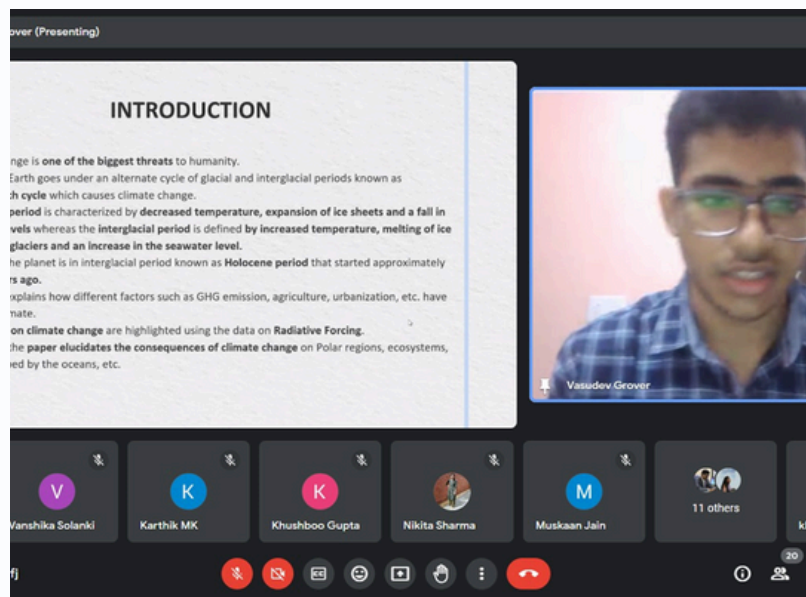 over (Presenting)
INTRODUCTION
nge is one of the biggest threats to humanity.
Earth goes under an alternate cycle of glacial and interglacial periods known as
h cycle which causes climate change.
period is characterized by decreased temperature, expansion of ice sheets and a fall in
vels whereas the interglacial period is defined by increased temperature, melting of ice
glaciers and an increase in the seawater level.
he planet is in interglacial period known as Holocene period that started approximately
rs ago.
explains how different factors such as GHG emission, agriculture, urbanization, etc. have
mate.
on climate change are highlighted using the data on Radiative Forcing.
the paper elucidates the consequences of climate change on Polar regions, ecosystems,
bed by the oceans, etc.
Vasudev Grover
V
K
K
M
11 others
Vanshika Solanki
Karthik MK
Khushboo Gupta
Nikita Sharma
Muskaan Jain
fj
CC
20